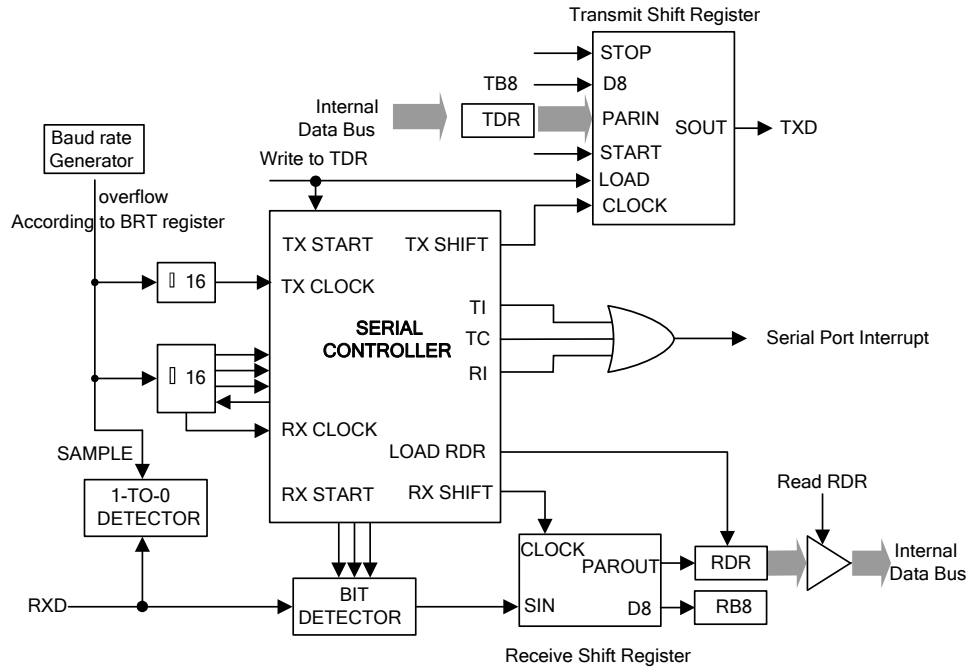 Transmit Shift Register
STOP
TB8
D8
Internal
Data Bus
TDR
PARIN
SOUT
TXD
Baud rate
Generator
START
Write to TDR
LOAD
CLOCK
overflow
According to BRT register
TX START
TX SHIFT
16
TX CLOCK
TI
SERIAL
CONTROLLER
TC
Serial Port Interrupt
16
RI
RX CLOCK
SAMPLE
LOAD RDR
1-TO-0
DETECTOR
RX START
RX SHIFT
Read RDR
CLOCK
PAROUT
RDR
Internal
Data Bus
RXD
BIT
DETECTOR
SIN
D8
RB8
Receive Shift Register